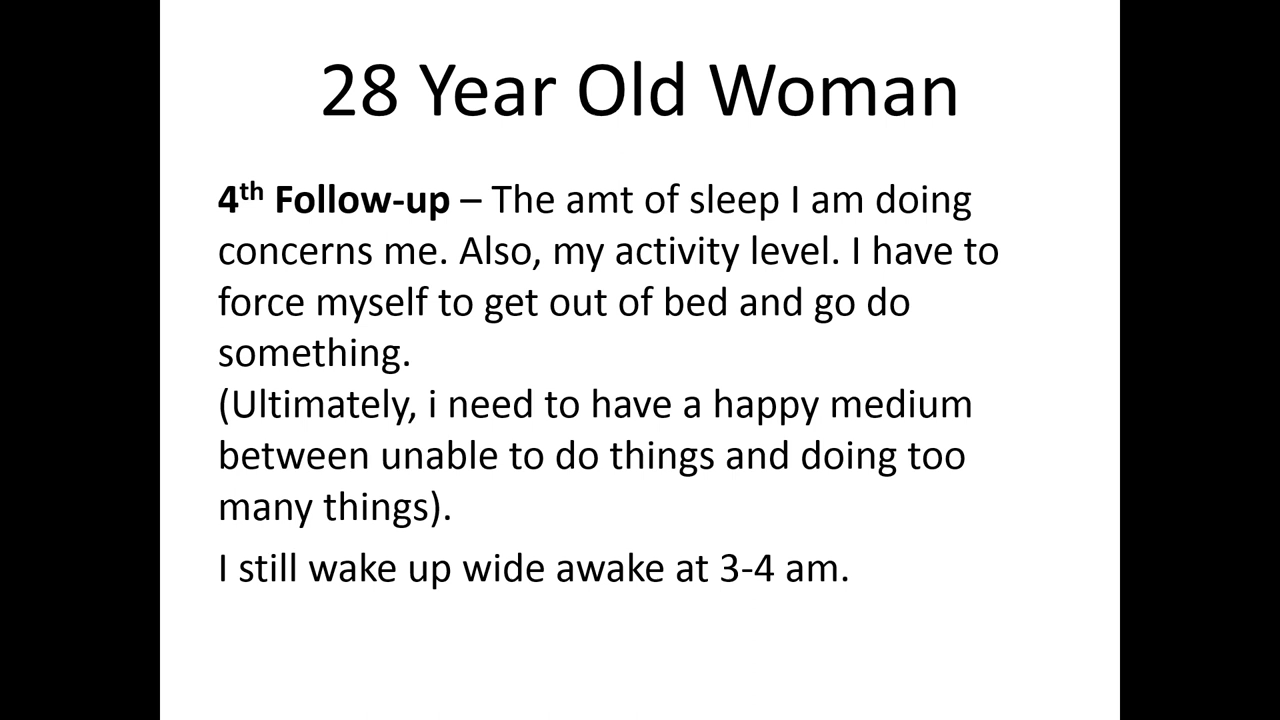 28 Year Old Woman
4th Follow-up – The amt of sleep I am doing
concerns me. Also, my activity level. I have to
force myself to get out of bed and go do
something.
(Ultimately, i need to have a happy medium
between unable to do things and doing too
many things).
I still wake up wide awake at 3-4 am.